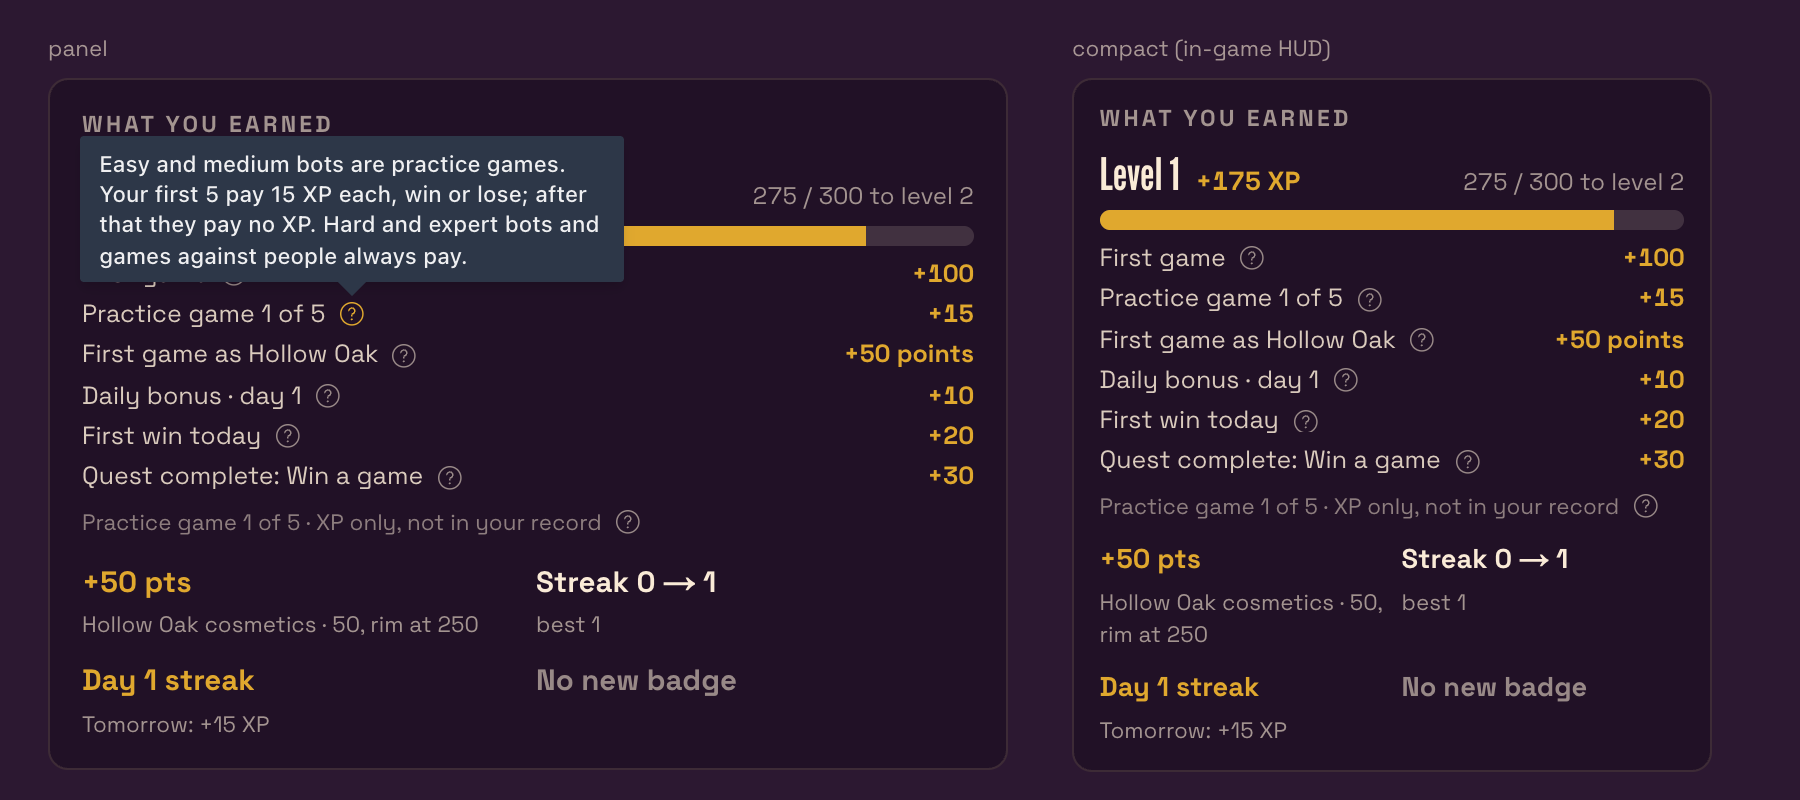 panel
WHAT YOU EARNED
Easy and medium bots are practice games.
Your first 5 pay 15 XP each, win or lose; after
that they pay no XP. Hard and expert bots and
games against people always pay.
275 / 300 to level 2
+100
Practice game 1 of 5 ? +15
First game as Hollow Oak ? +50 points
Daily bonus · day 1 ? +10
First win today ? +20
Quest complete: Win a game ? +30
Practice game 1 of 5 · XP only, not in your record ?
+50 pts
Hollow Oak cosmetics · 50, rim at 250
Streak 0 → 1
best 1
Day 1 streak
Tomorrow: +15 XP
No new badge
compact (in-game HUD)
WHAT YOU EARNED
Level 1 +175 XP 275 / 300 to level 2
First game ? +100
Practice game 1 of 5 ? +15
First game as Hollow Oak ? +50 points
Daily bonus · day 1 ? +10
First win today ? +20
Quest complete: Win a game ? +30
Practice game 1 of 5 · XP only, not in your record ?
+50 pts
Hollow Oak cosmetics · 50,
rim at 250
Streak 0 → 1
best 1
Day 1 streak
Tomorrow: +15 XP
No new badge